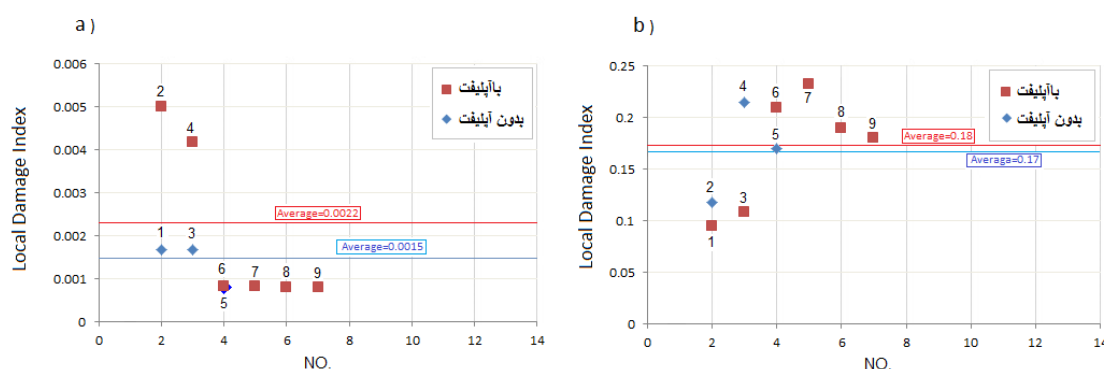 a )
0.006
0.005
0.004
0.003
0.002
0.001
0
0 2 4 6 8 10 12 14
Local Damage Index
NO.
باآپلیفت
بدون آپلیفت
2
4
Average=0.0022
1 3
Average=0.0015
6 7 8 9
5
b )
0.25
0.2
0.15
0.1
0.05
0
0 2 4 6 8 10 12 14
Local Damage Index
NO.
باآپلیفت
بدون آپلیفت
4
6
7
8
9
5
Average=0.18
Averaga=0.17
2
3
1